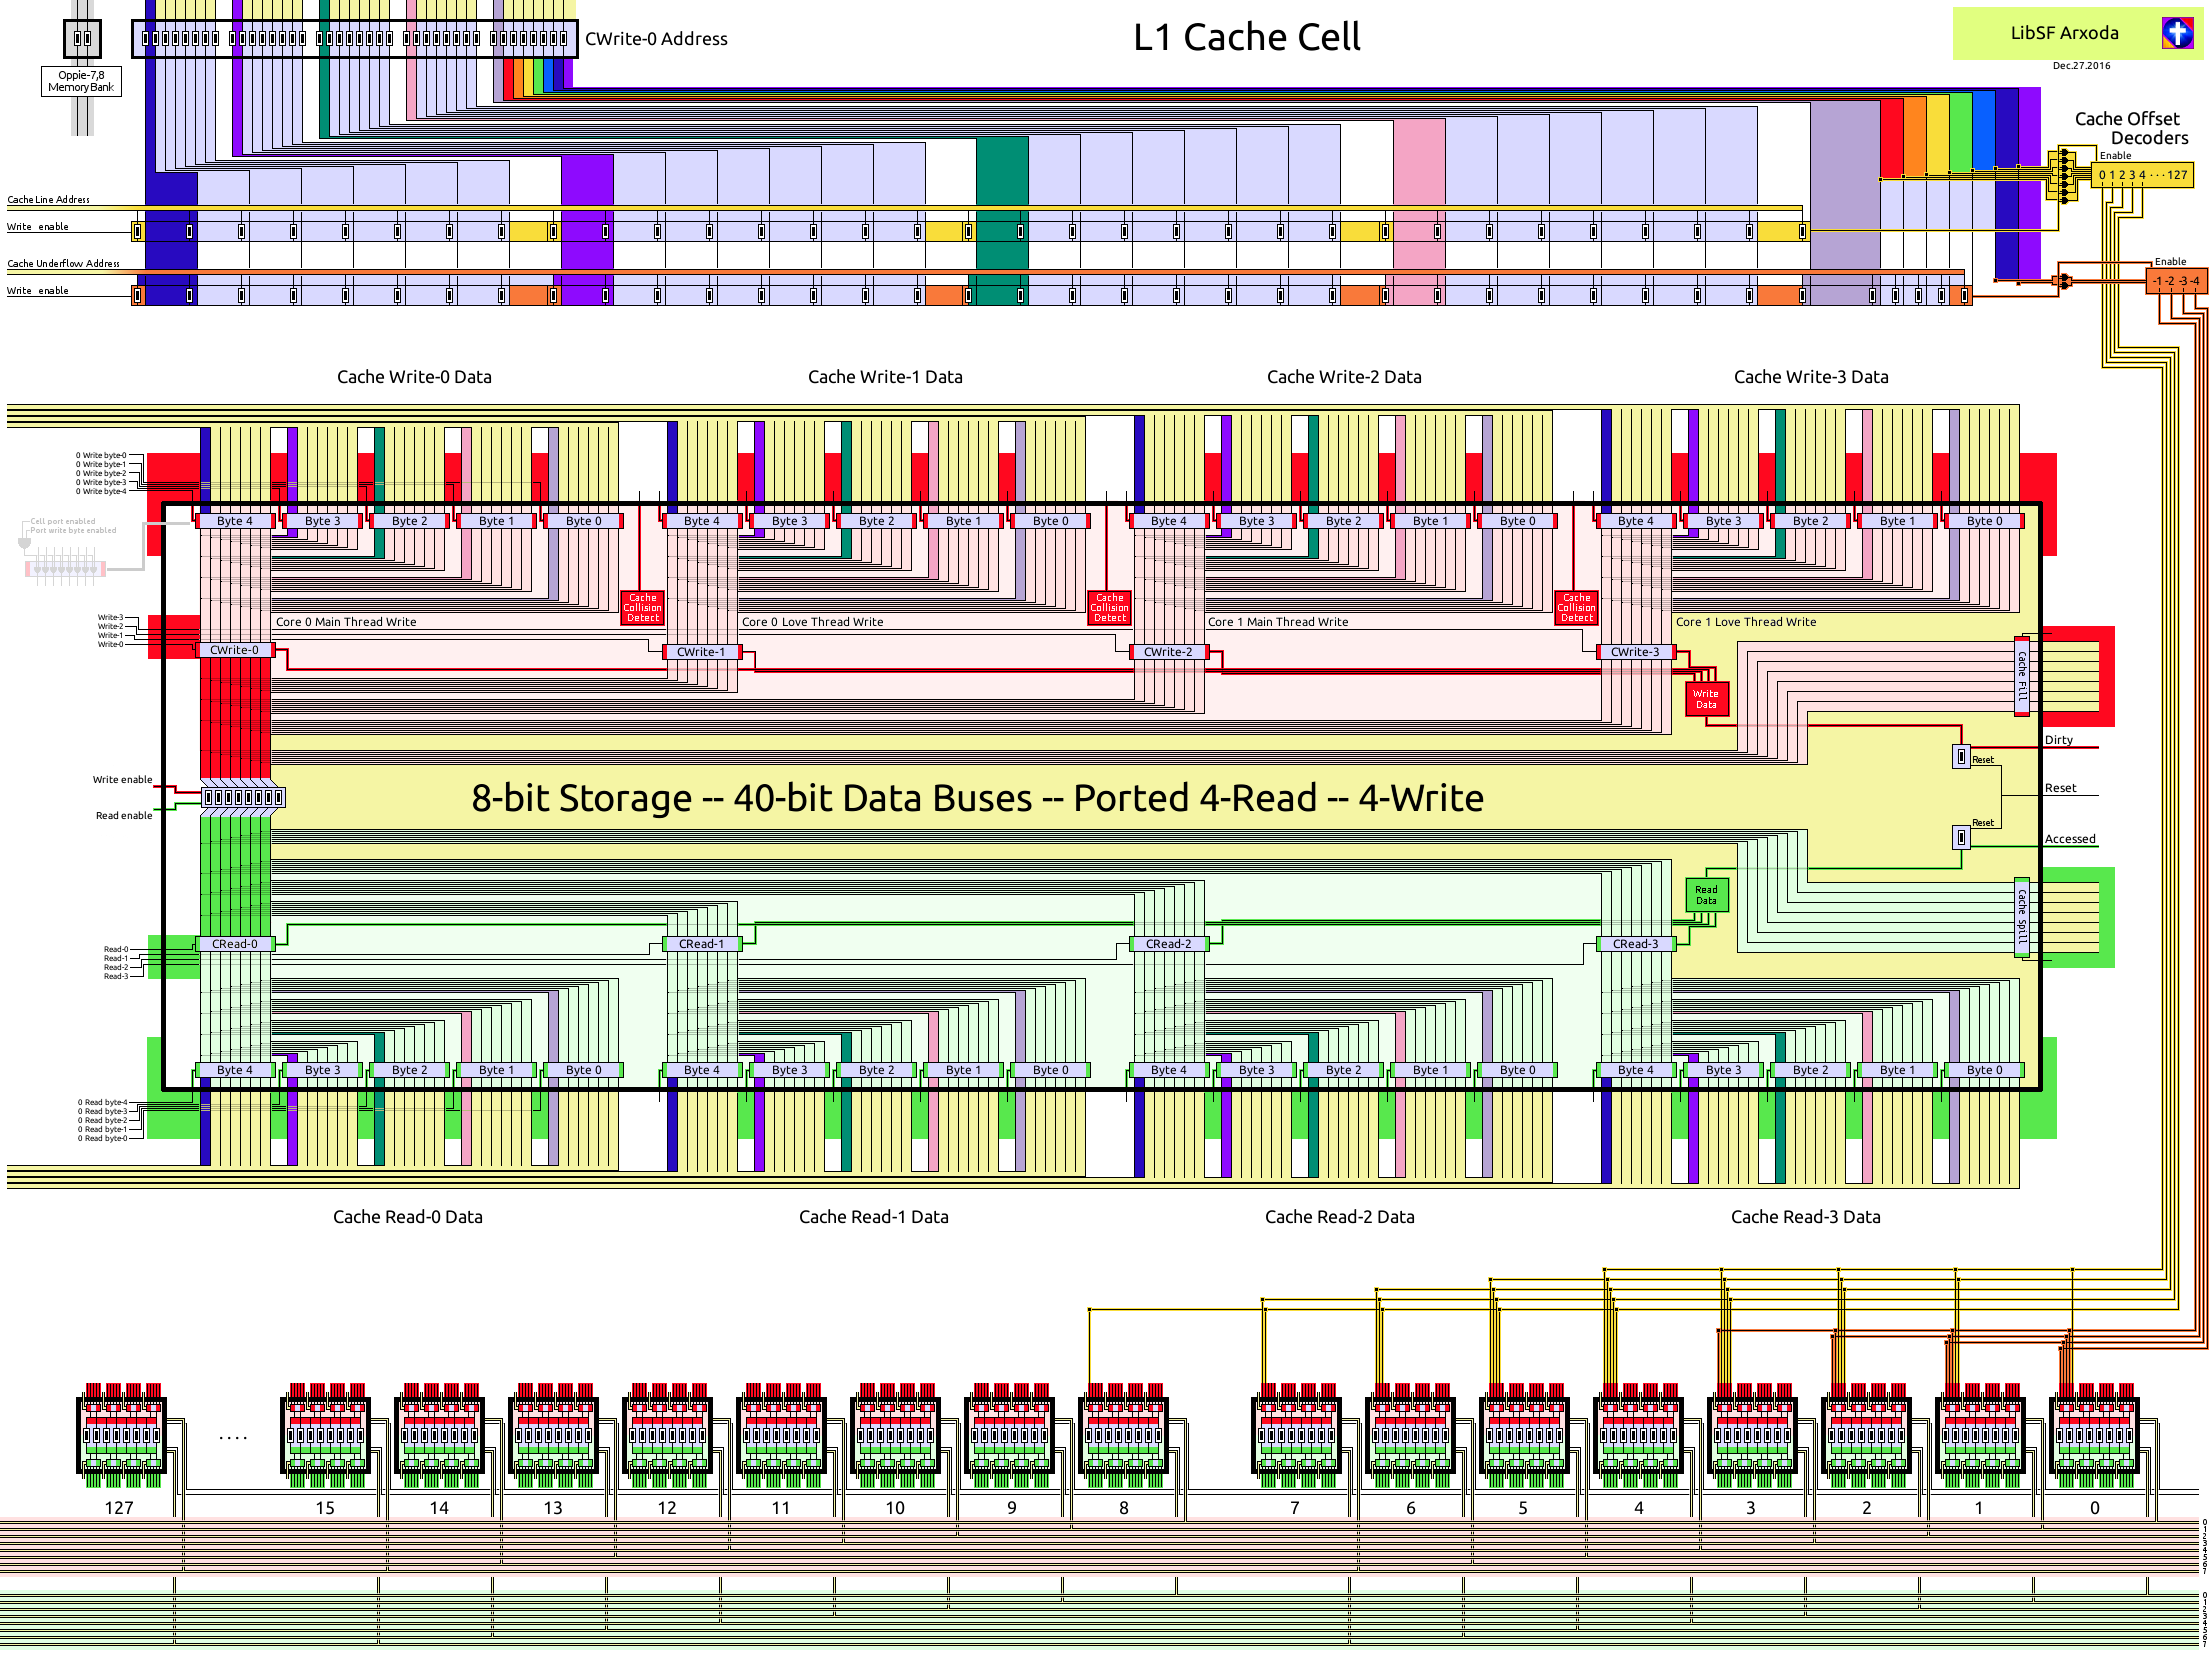 L1 Cache Cell
LibSF Arxoda
Dec.27.2016
CWrite-0 Address
Oppie-7,8
Memory Bank
Cache Offset
Decoders
Enable
0 1 2 3 4 ··· 127
Cache Line Address
Write enable
Cache Underflow Address
Write enable
Enable
-1 -2 -3 -4
Cache Write-0 Data
Cache Write-1 Data
Cache Write-2 Data
Cache Write-3 Data
0 Write byte-0
0 Write byte-1
0 Write byte-2
0 Write byte-3
0 Write byte-4
Cell port enabled
Port write byte enabled
Byte 4 Byte 3 Byte 2 Byte 1 Byte 0
Byte 4 Byte 3 Byte 2 Byte 1 Byte 0
Byte 4 Byte 3 Byte 2 Byte 1 Byte 0
Byte 4 Byte 3 Byte 2 Byte 1 Byte 0
Cache
Collision
Detect
Cache
Collision
Detect
Cache
Collision
Detect
Write-3
Write-2
Write-1
Write-0
Core 0 Main Thread Write
Core 0 Love Thread Write
Core 1 Main Thread Write
Core 1 Love Thread Write
CWrite-0
CWrite-1
CWrite-2
CWrite-3
Cache Fill
Write
Data
Dirty
Reset
Write enable
Read enable
8-bit Storage -- 40-bit Data Buses -- Ported 4-Read -- 4-Write
Reset
Reset
Accessed
Read
Data
Cache Spill
CRead-0
CRead-1
CRead-2
CRead-3
Read-0
Read-1
Read-2
Read-3
Byte 4 Byte 3 Byte 2 Byte 1 Byte 0
Byte 4 Byte 3 Byte 2 Byte 1 Byte 0
Byte 4 Byte 3 Byte 2 Byte 1 Byte 0
Byte 4 Byte 3 Byte 2 Byte 1 Byte 0
0 Read byte-4
0 Read byte-3
0 Read byte-2
0 Read byte-1
0 Read byte-0
Cache Read-0 Data
Cache Read-1 Data
Cache Read-2 Data
Cache Read-3 Data
127 .... 15 14 13 12 11 10 9 8 7 6 5 4 3 2 1 0
0
1
2
3
4
5
6
7
0
1
2
3
4
5
6
7